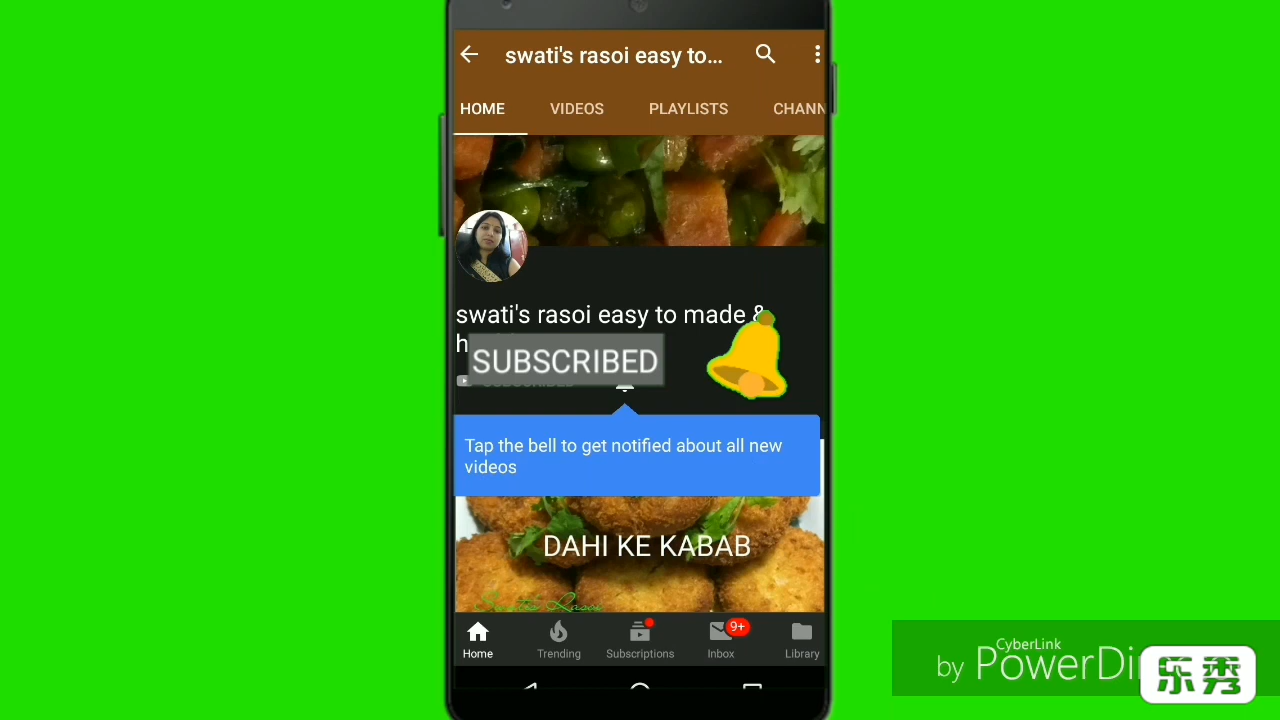 swati's rasoi easy to...
HOME VIDEOS PLAYLISTS CHANN
swati's rasoi easy to made &
h
SUBSCRIBED
Tap the bell to get notified about all new
videos
DAHI KE KABAB
Swati's Rasoi
Home Trending Subscriptions Inbox 9+ Library
CyberLink
by PowerDi
乐秀